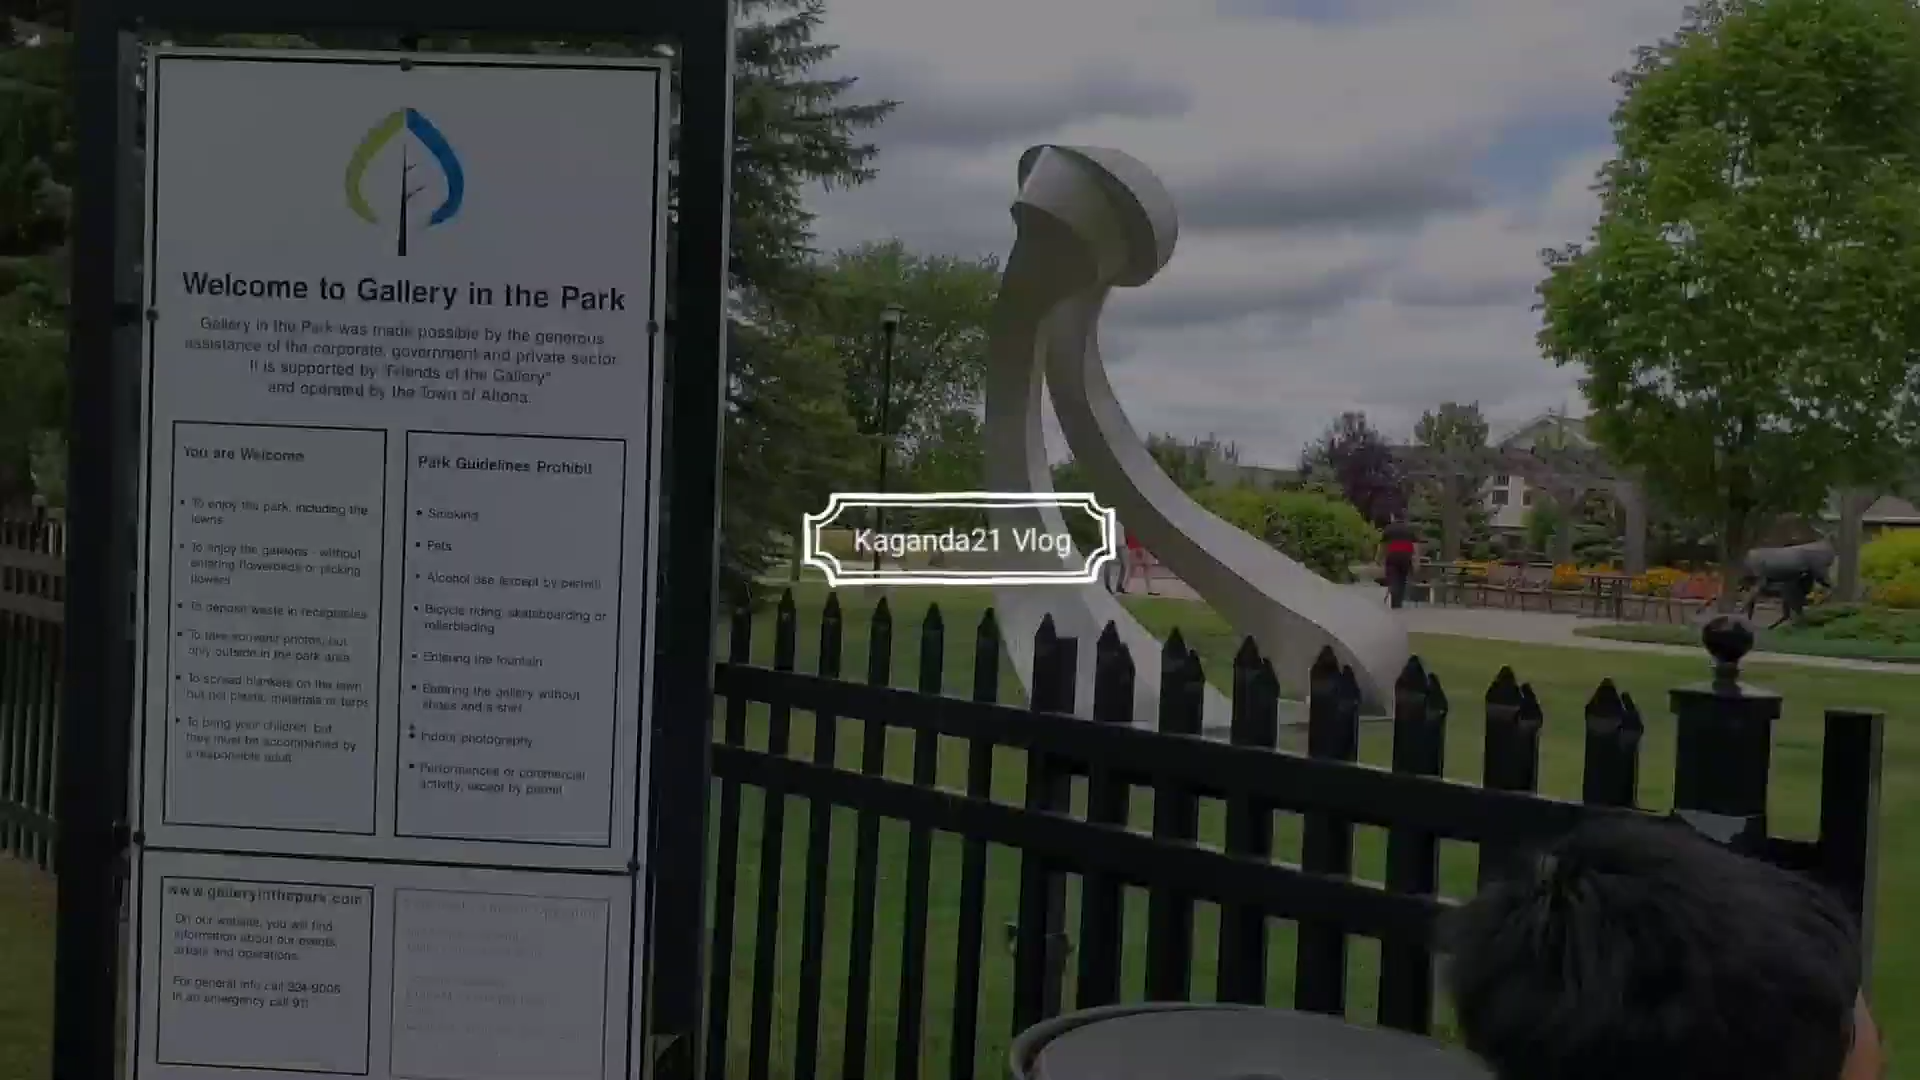 Welcome to Gallery in the Park
Gallery in the Park was made possible by the generous
assistance of the corporate, government and private sector.
It is supported by "Friends of the Gallery"
and operated by the Town of Altona.
You are Welcome
• To enjoy the park, including the
lawns
• To enjoy the gardens - without
entering flowerbeds or picking
flowers
• To deposit waste in receptacles
• To take souvenir photos, but
only outside in the park area
• To spread blankets on the lawn
but not plastic materials or tarps
• To bring your children, but
they must be accompanied by
a responsible adult
Park Guidelines Prohibit
• Smoking
• Pets
• Alcohol use (except by permit)
• Bicycle riding, skateboarding or
rollerblading
• Entering the fountain
• Entering the gallery without
shoes and a shirt
• Indoor photography
• Performances or commercial
activity, except by permit
Kaganda21 Vlog
www.galleryinthepark.com
On our website, you will find
information about our events,
artists and operations.
For general info call 324-9005
In an emergency call 911